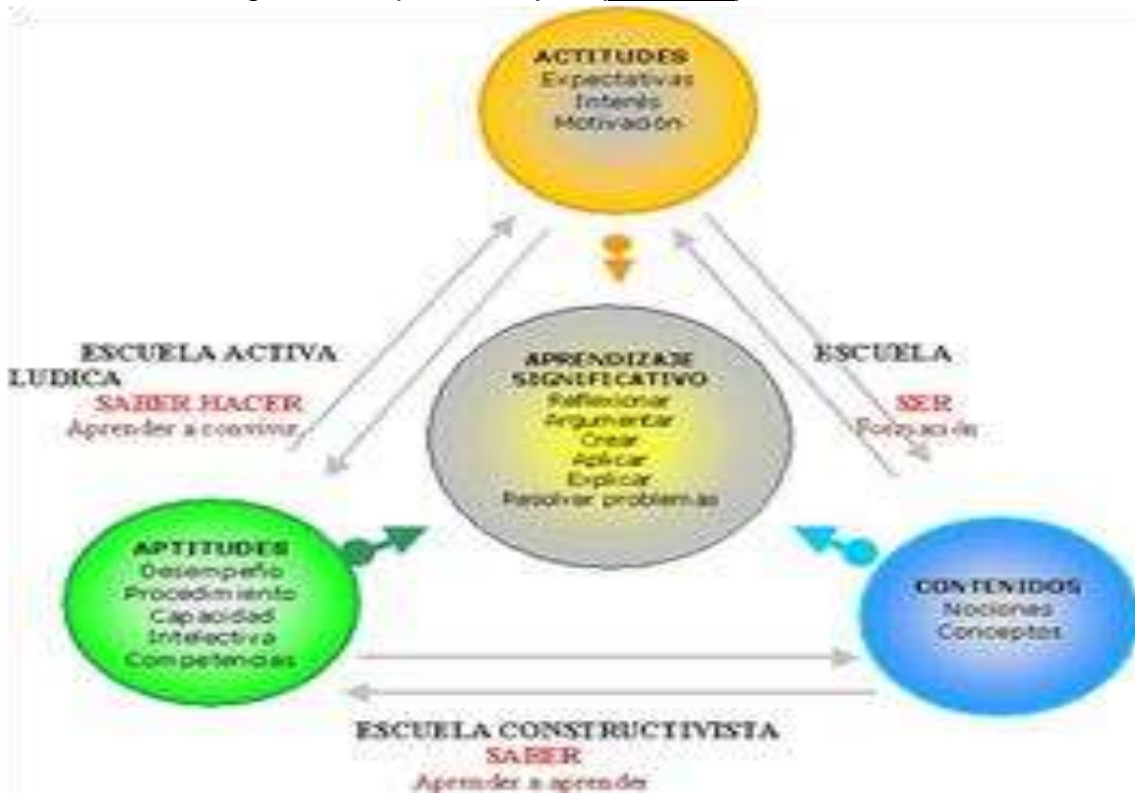 ACTITUDES
Expectativas
Interés
Motivación
ESCUELA ACTIVA
LUDICA
SABER HACER
Aprender a convivir
APRENDIZAJE
SIGNIFICATIVO
Reflexionar
Argumentar
Crear
Aplicar
Explicar
Resolver problemas
ESCUELA
SER
Formación
APTITUDES
Desempeño
Procedimiento
Capacidad
Intelectiva
Competencias
CONTENIDOS
Nociones
Conceptos
ESCUELA CONSTRUCTIVISTA
SABER
Aprender a aprender